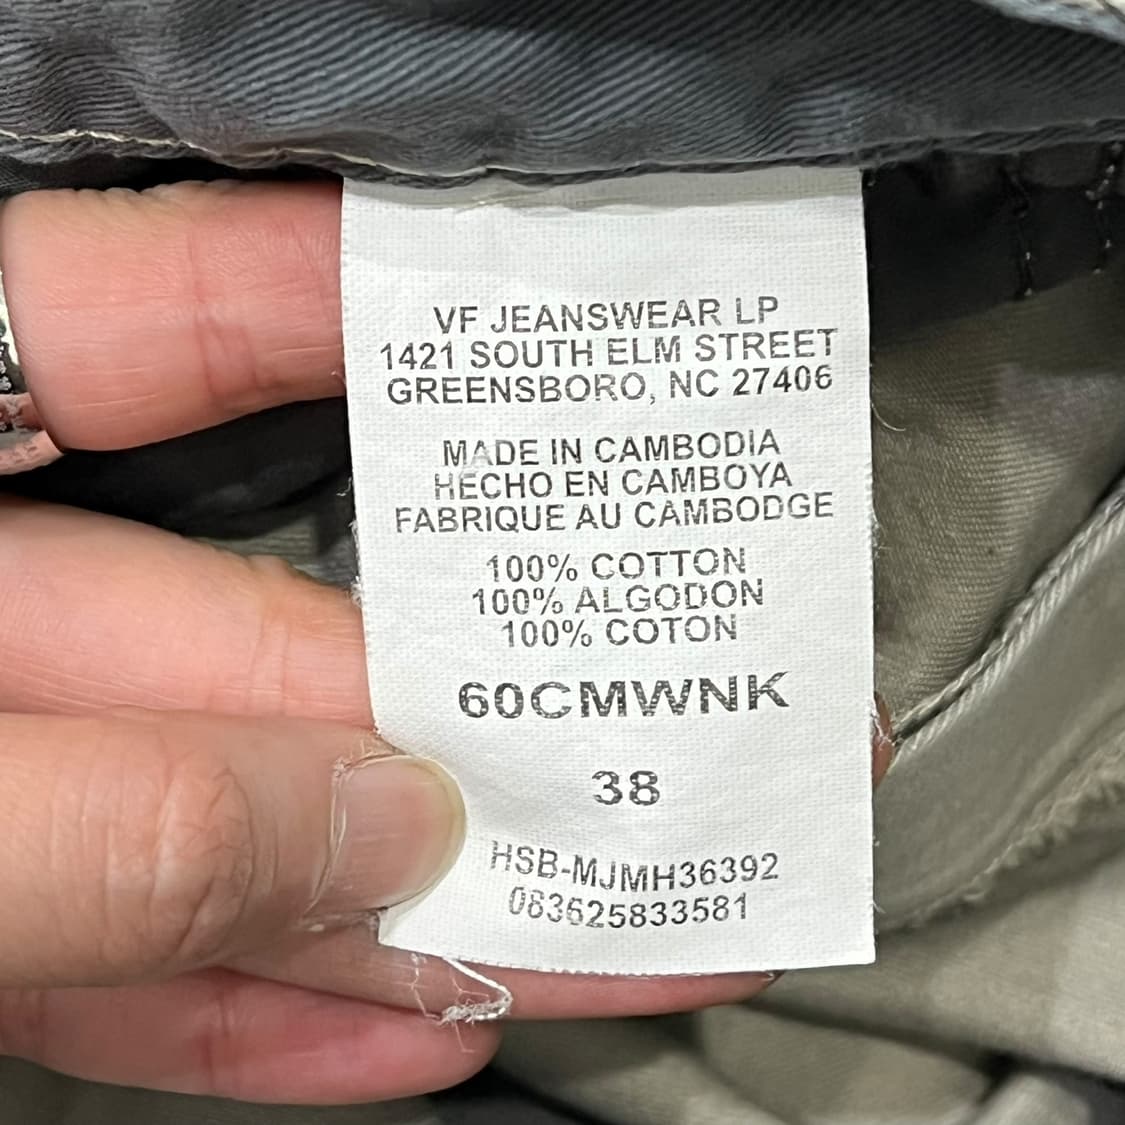 VF JEANSWEAR LP
1421 SOUTH ELM STREET
GREENSBORO, NC 27406
MADE IN CAMBODIA
HECHO EN CAMBOYA
FABRIQUE AU CAMBODGE
100% COTTON
100% ALGODON
100% COTON
60CMWNK
38
HSB-MJMH36392
083625833581